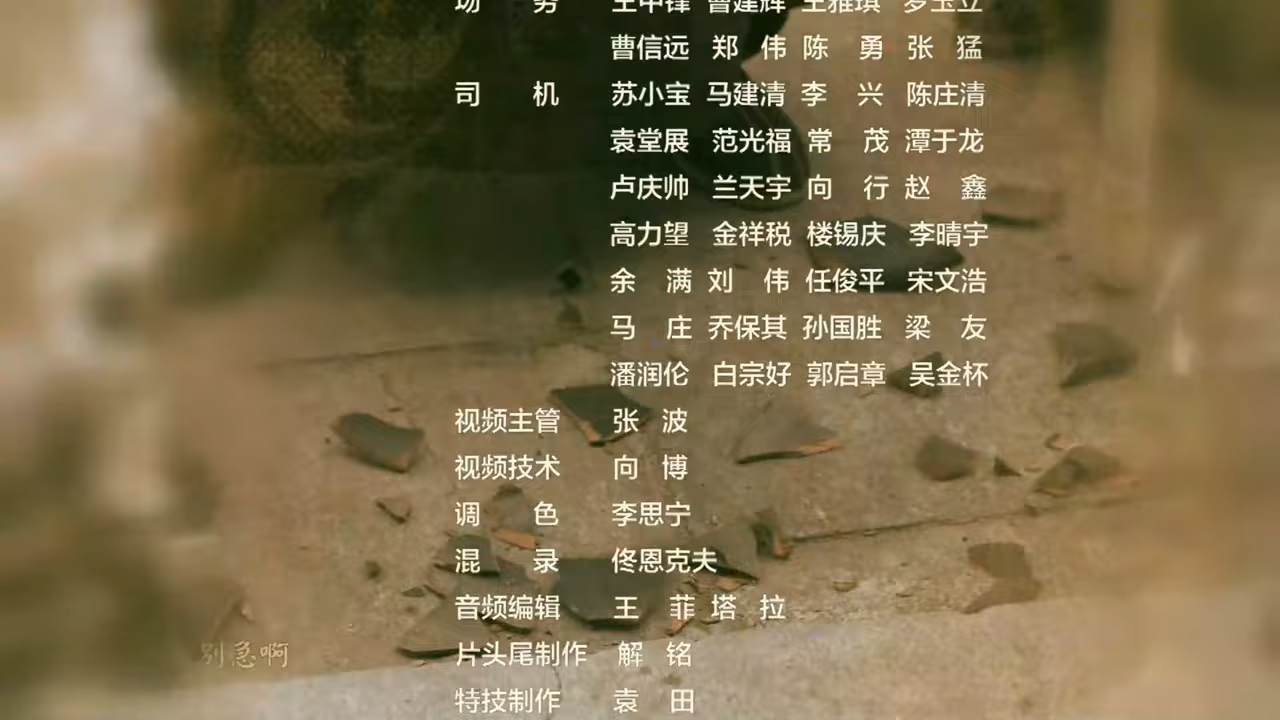 曹信远 郑 伟 陈 勇 张 猛
司 机 苏小宝 马建清 李 兴 陈庄清
袁堂展 范光福 常 茂 潭于龙
卢庆帅 兰天宇 向 行 赵 鑫
高力望 金祥税 楼锡庆 李晴宇
余 满 刘 伟 任俊平 宋文浩
马 庄 乔保其 孙国胜 梁 友
潘润伦 白宗好 郭启章 吴金杯
视频主管 张 波
视频技术 向 博
调 色 李思宁
混 录 佟恩克夫
音频编辑 王 菲 塔 拉
别急啊
片头尾制作 解 铭
特技制作 袁 田